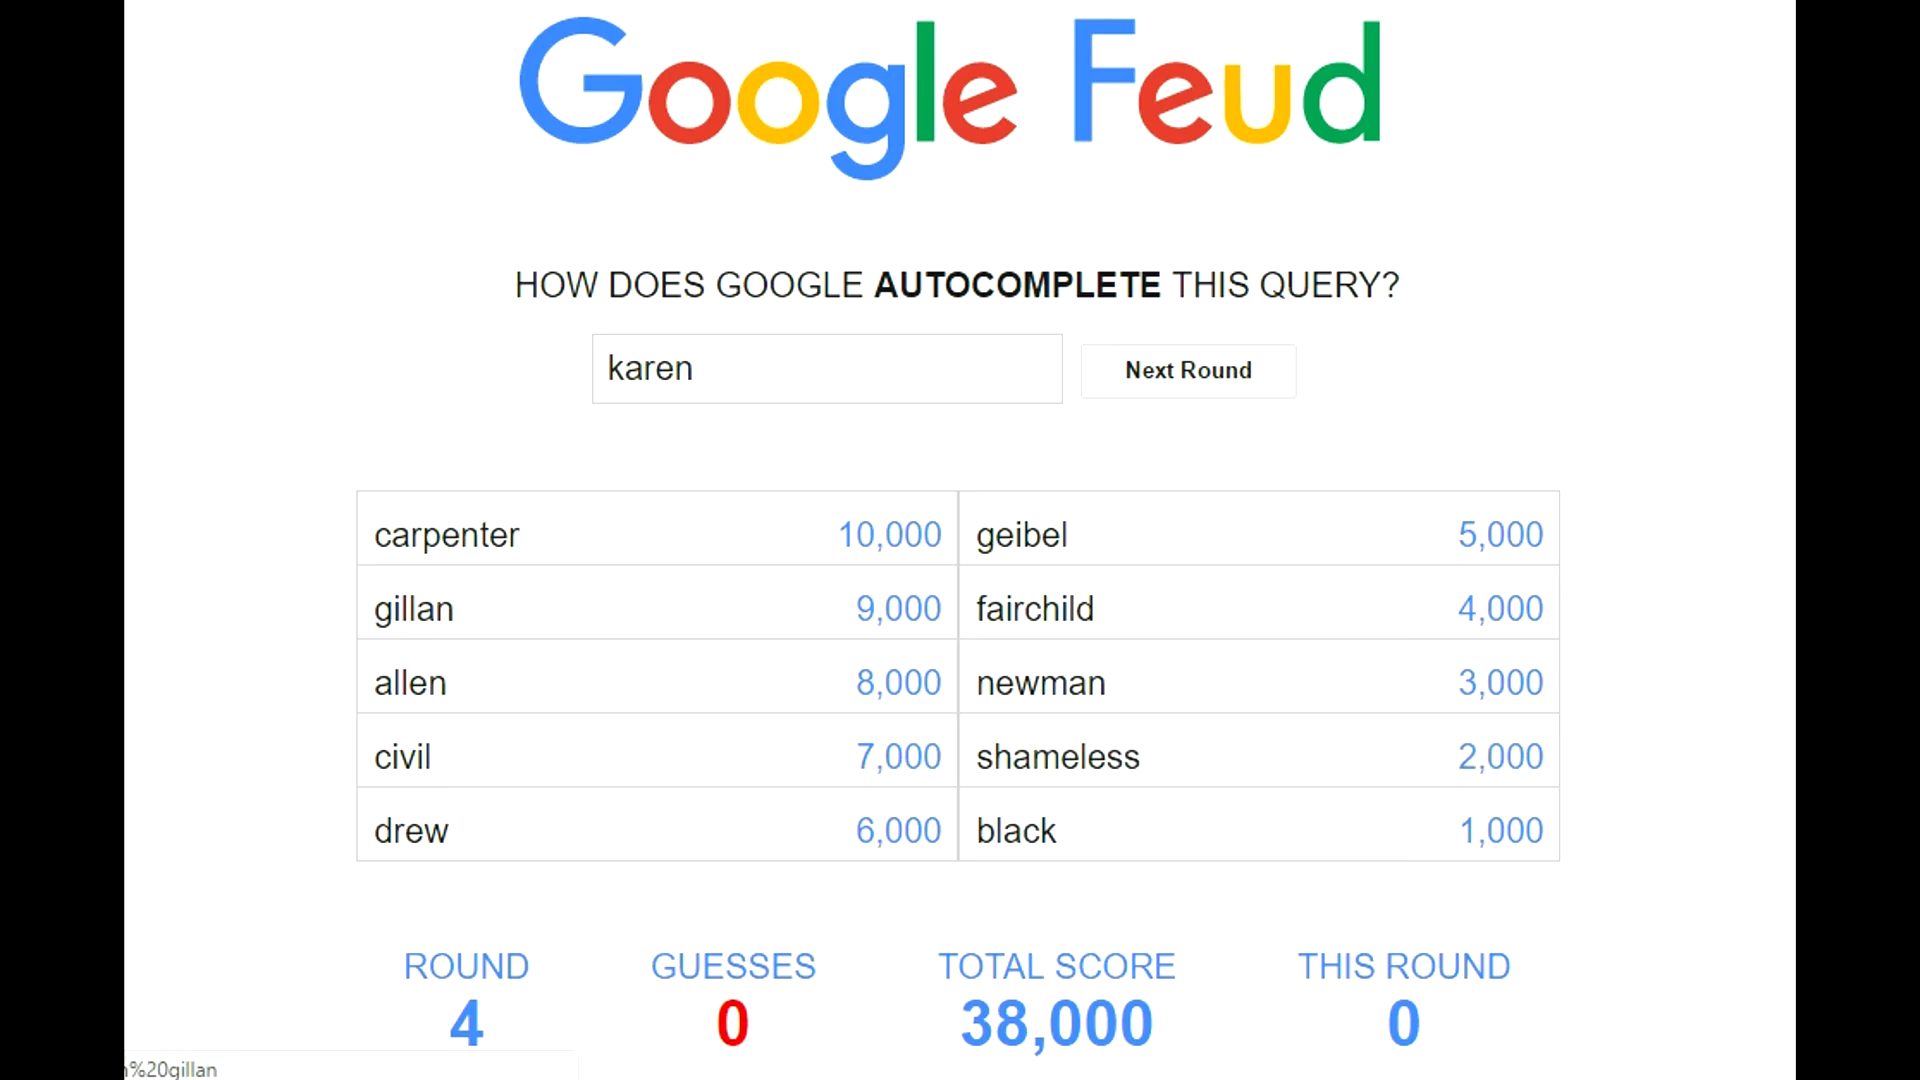 Google Feud
HOW DOES GOOGLE AUTOCOMPLETE THIS QUERY?
karen
Next Round
carpenter 10,000
geibel 5,000
gillan 9,000
fairchild 4,000
allen 8,000
newman 3,000
civil 7,000
shameless 2,000
drew 6,000
black 1,000
ROUND GUESSES TOTAL SCORE THIS ROUND
4 0 38,000 0
%20gillan